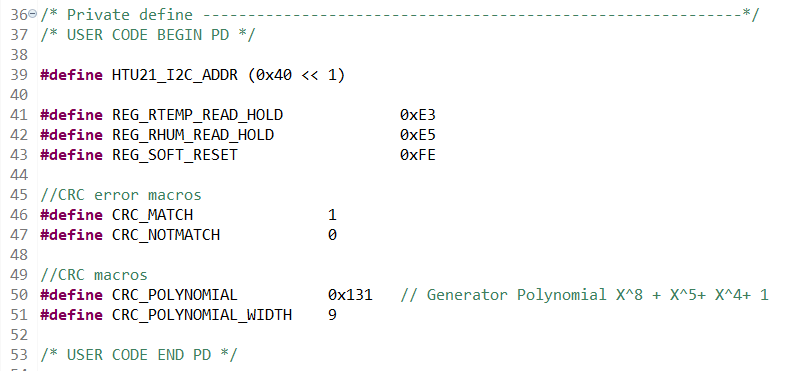 36 /* Private define ------------------------------------------------------------*/
37 /* USER CODE BEGIN PD */
38
39 #define HTU21_I2C_ADDR (0x40 << 1)
40
41 #define REG_RTEMP_READ_HOLD             0xE3
42 #define REG_RHUM_READ_HOLD              0xE5
43 #define REG_SOFT_RESET                  0xFE
44
45 //CRC error macros
46 #define CRC_MATCH               1
47 #define CRC_NOTMATCH            0
48
49 //CRC macros
50 #define CRC_POLYNOMIAL          0x131   // Generator Polynomial X^8 + X^5+ X^4+ 1
51 #define CRC_POLYNOMIAL_WIDTH    9
52
53 /* USER CODE END PD */